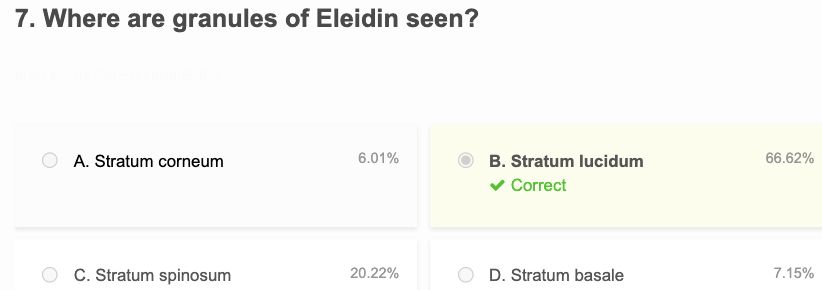 7. Where are granules of Eleidin seen?
A. Stratum corneum 6.01%
B. Stratum lucidum 66.62%
✔ Correct
C. Stratum spinosum 20.22%
D. Stratum basale 7.15%